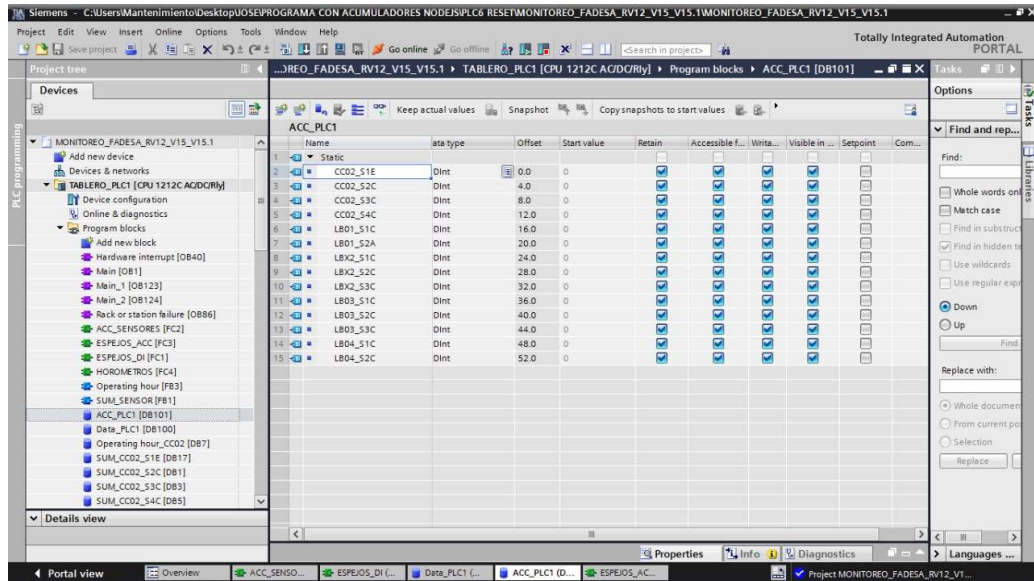 Siemens - C:\Users\Mantenimiento\Desktop\JOSE\PROGRAMA CON ACUMULADORES NODEJS\PLC6 RESET\MONITOREO_FADESA_RV12_V15_V15.1\MONITOREO_FADESA_RV12_V15_V15.1
Project Edit View Insert Online Options Tools Window Help
Totally Integrated Automation
PORTAL
Save project Go online Go offline <Search in project>
Project tree
...OREO_FADESA_RV12_V15_V15.1 ▸ TABLERO_PLC1 [CPU 1212C AC/DC/Rly] ▸ Program blocks ▸ ACC_PLC1 [DB101]
Tasks
Devices
Options
Keep actual values Snapshot Copy snapshots to start values
PLC programming
MONITOREO_FADESA_RV12_V15_V15.1
Add new device
Devices & networks
TABLERO_PLC1 [CPU 1212C AC/DC/Rly]
Device configuration
Online & diagnostics
Program blocks
Add new block
Hardware interrupt [OB40]
Main [OB1]
Main_1 [OB123]
Main_2 [OB124]
Rack or station failure [OB86]
ACC_SENSORES [FC2]
ESPEJOS_ACC [FC3]
ESPEJOS_DI [FC1]
HOROMETROS [FC4]
Operating hour [FB3]
SUM_SENSOR [FB1]
ACC_PLC1 [DB101]
Data_PLC1 [DB100]
Operating hour_CC02 [DB7]
SUM_CC02_S1E [DB17]
SUM_CC02_S2C [DB1]
SUM_CC02_S3C [DB3]
SUM_CC02_S4C [DB5]
Details view
ACC_PLC1
Name ata type Offset Start value Retain Accessible f... Writa... Visible in ... Setpoint Com...
1 Static
2 CC02_S1E DInt 0.0 0
3 CC02_S2C DInt 4.0 0
4 CC02_S3C DInt 8.0 0
5 CC02_S4C DInt 12.0 0
6 LB01_S1C DInt 16.0 0
7 LB01_S2A DInt 20.0 0
8 LBX2_S1C DInt 24.0 0
9 LBX2_S2C DInt 28.0 0
10 LBX2_S3C DInt 32.0 0
11 LB03_S1C DInt 36.0 0
12 LB03_S2C DInt 40.0 0
13 LB03_S3C DInt 44.0 0
14 LB04_S1C DInt 48.0 0
15 LB04_S2C DInt 52.0 0
Find and rep...
Find:
Whole words onl
Match case
Find in substruct
Find in hidden te
Use wildcards
Use regular expr
Down
Up
Find
Replace with:
Whole documen
From current pos
Selection
Replace
Tasks
Libraries
Properties Info Diagnostics
Languages ...
Portal view Overview ACC_SENSO... ESPEJOS_DI (... Data_PLC1 (... ACC_PLC1 (D... ESPEJOS_AC... Project MONITOREO_FADESA_RV12_V1...